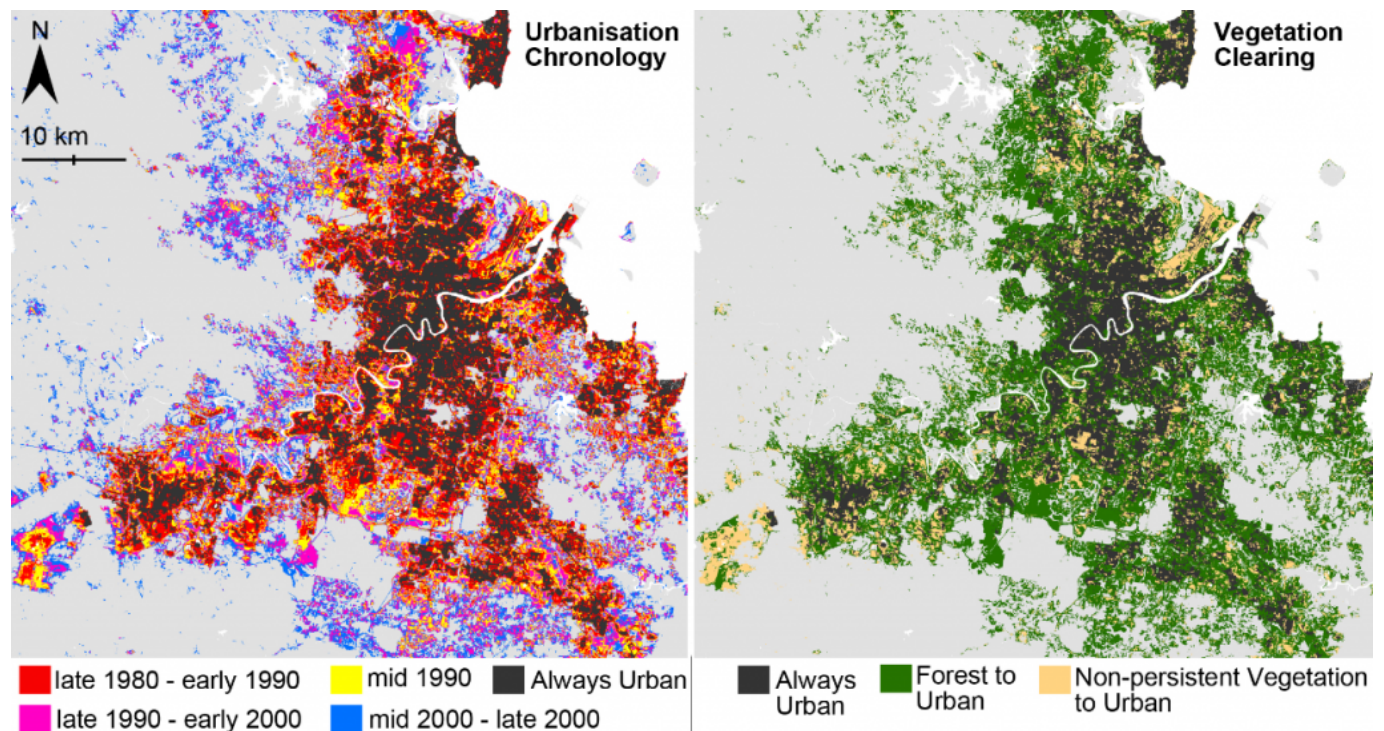 N
10 km
Urbanisation
Chronology
Vegetation
Clearing
late 1980 - early 1990
mid 1990
Always Urban
late 1990 - early 2000
mid 2000 - late 2000
Always
Urban
Forest to
Urban
Non-persistent Vegetation
to Urban